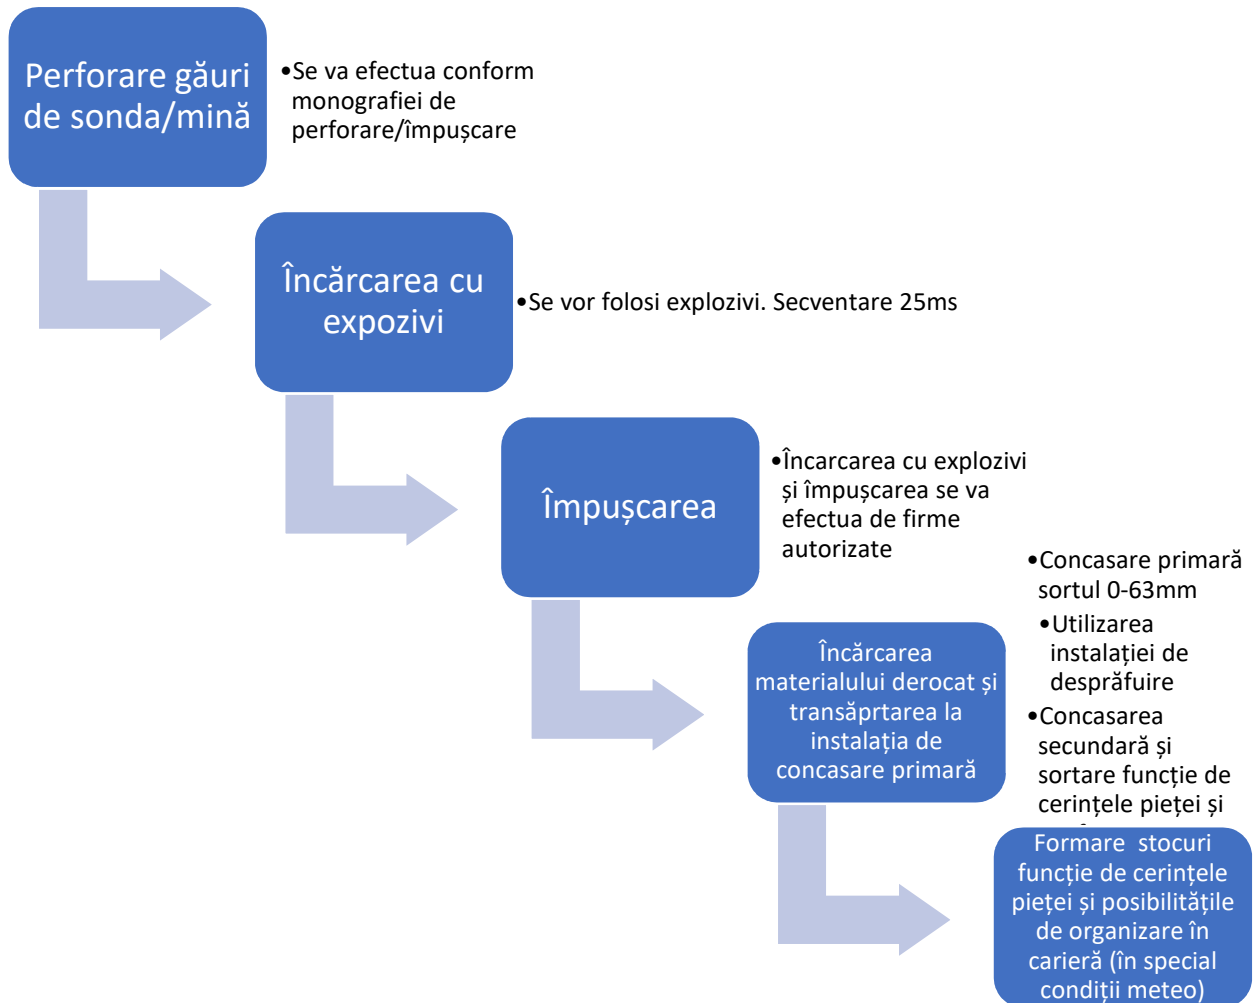 Perforare găuri
de sonda/mină
•Se va efectua conform
monografiei de
perforare/împușcare
Încărcarea cu
expozivi
•Se vor folosi explozivi. Secventare 25ms
Împușcarea
•Încarcarea cu explozivi
și împușcarea se va
efectua de firme
autorizate
Încărcarea
materialului derocat și
transăprtarea la
instalația de
concasare primară
•Concasare primară
sortul 0-63mm
•Utilizarea
instalației de
desprăfuire
•Concasarea
secundară și
sortare funcție de
cerințele pieței și
Formare stocuri
funcție de cerințele
pieței și posibilitățile
de organizare în
carieră (în special
condiții meteo)